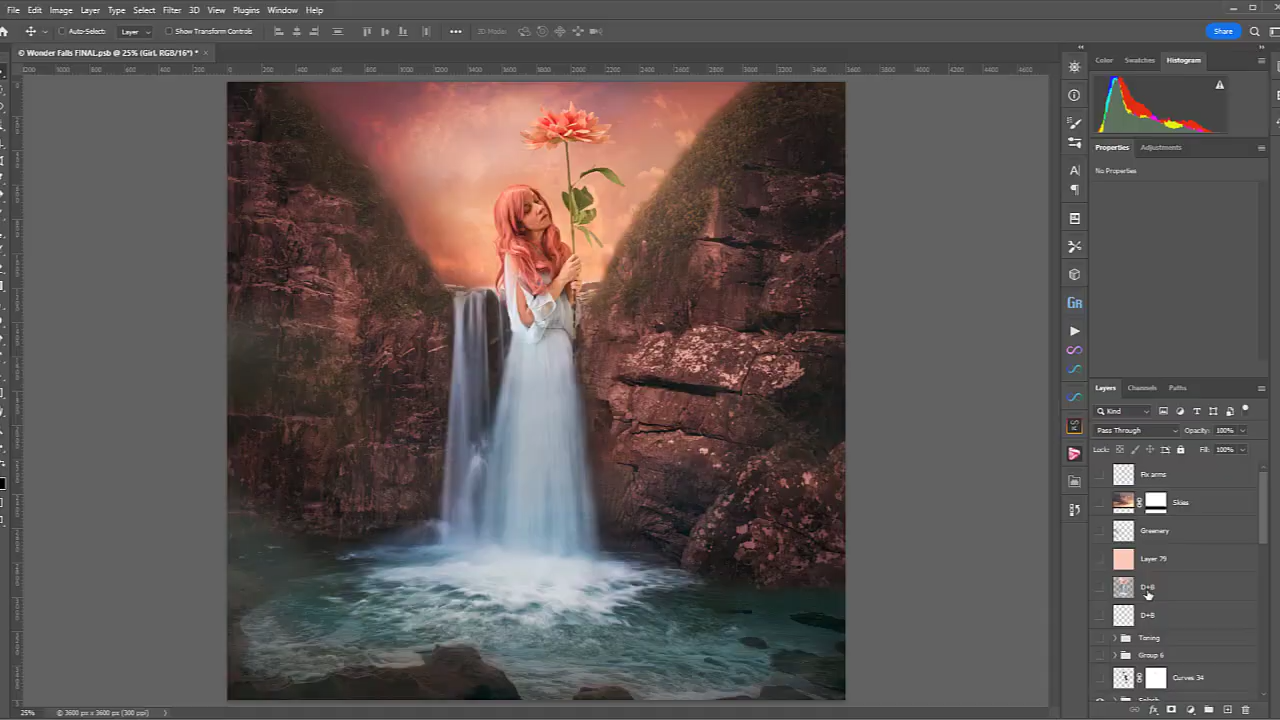 File Edit Image Layer Type Select Filter 3D View Plugins Window Help
Auto-Select: Layer Show Transform Controls ••• 3D Mode: Share
© Wonder Falls FINAL.psb @ 25% (Girl, RGB/16*) * ×
Color Swatches Histogram
Properties Adjustments
No Properties
Gr
Layers Channels Paths
Kind
Pass Through Opacity: 100%
Lock: Fill: 100%
Fix arms
Skies
Greenery
Layer 79
D+B
D+B
Toning
Group 6
Curves 34
Splash
25% © 3600 px x 3600 px (300 ppi)